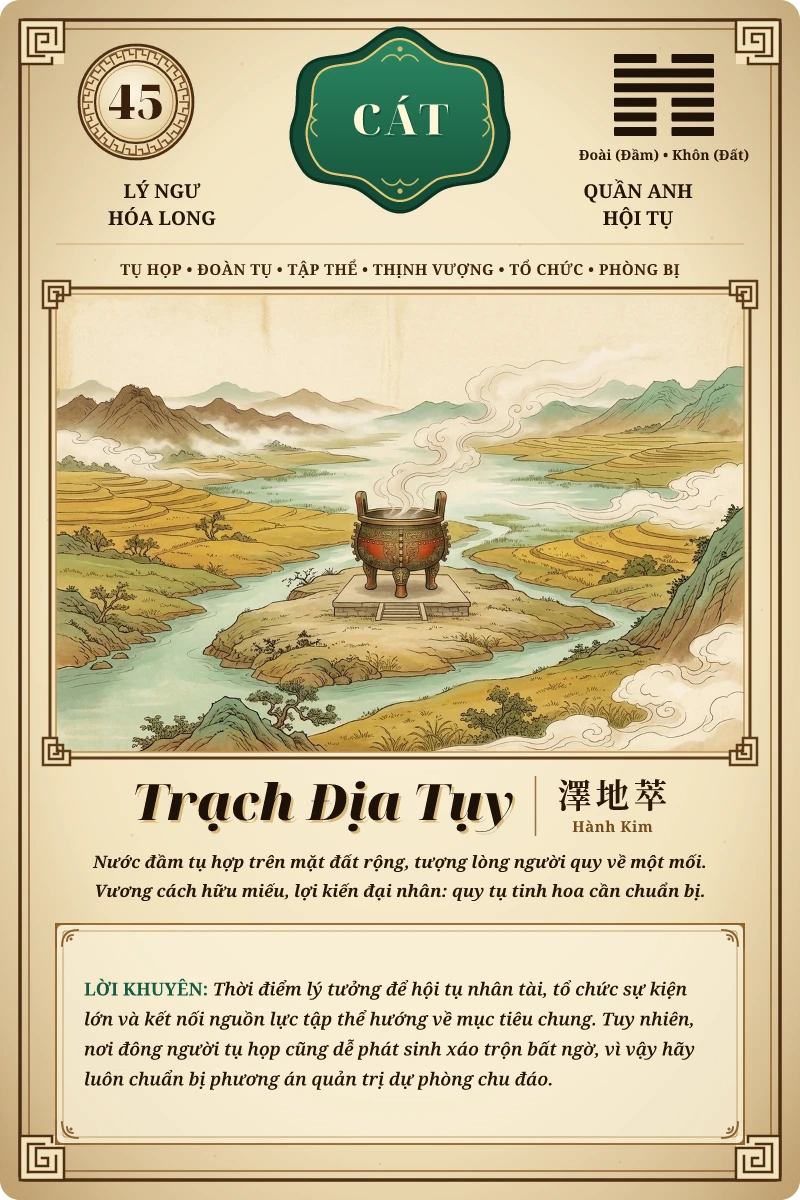 45
CÁT
Đoài (Đầm) • Khôn (Đất)
LÝ NGƯ
HÓA LONG
QUẦN ANH
HỘI TỤ
TỤ HỌP • ĐOÀN TỤ • TẬP THỂ • THỊNH VƯỢNG • TỔ CHỨC • PHÒNG BỊ
Trạch Địa Tụy
澤地萃
Hành Kim
Nước đầm tụ hợp trên mặt đất rộng, tượng lòng người quy về một mối.
Vương cách hữu miếu, lợi kiến đại nhân: quy tụ tinh hoa cần chuẩn bị.
LỜI KHUYÊN: Thời điểm lý tưởng để hội tụ nhân tài, tổ chức sự kiện
lớn và kết nối nguồn lực tập thể hướng về mục tiêu chung. Tuy nhiên,
nơi đông người tụ họp cũng dễ phát sinh xáo trộn bất ngờ, vì vậy hãy
luôn chuẩn bị phương án quản trị dự phòng chu đáo.